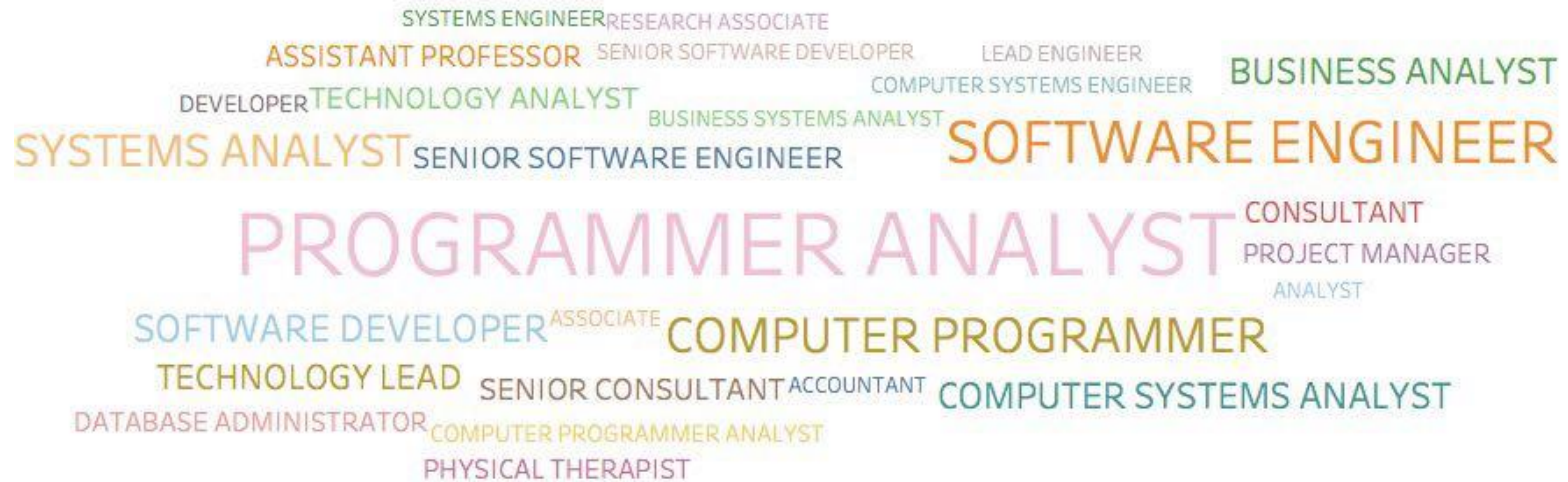 SYSTEMS ENGINEER RESEARCH ASSOCIATE
ASSISTANT PROFESSOR SENIOR SOFTWARE DEVELOPER LEAD ENGINEER
BUSINESS ANALYST
COMPUTER SYSTEMS ENGINEER
DEVELOPER TECHNOLOGY ANALYST
BUSINESS SYSTEMS ANALYST
SYSTEMS ANALYST SENIOR SOFTWARE ENGINEER SOFTWARE ENGINEER
PROGRAMMER ANALYST
CONSULTANT
PROJECT MANAGER
ANALYST
SOFTWARE DEVELOPER ASSOCIATE COMPUTER PROGRAMMER
TECHNOLOGY LEAD SENIOR CONSULTANT ACCOUNTANT COMPUTER SYSTEMS ANALYST
DATABASE ADMINISTRATOR COMPUTER PROGRAMMER ANALYST
PHYSICAL THERAPIST